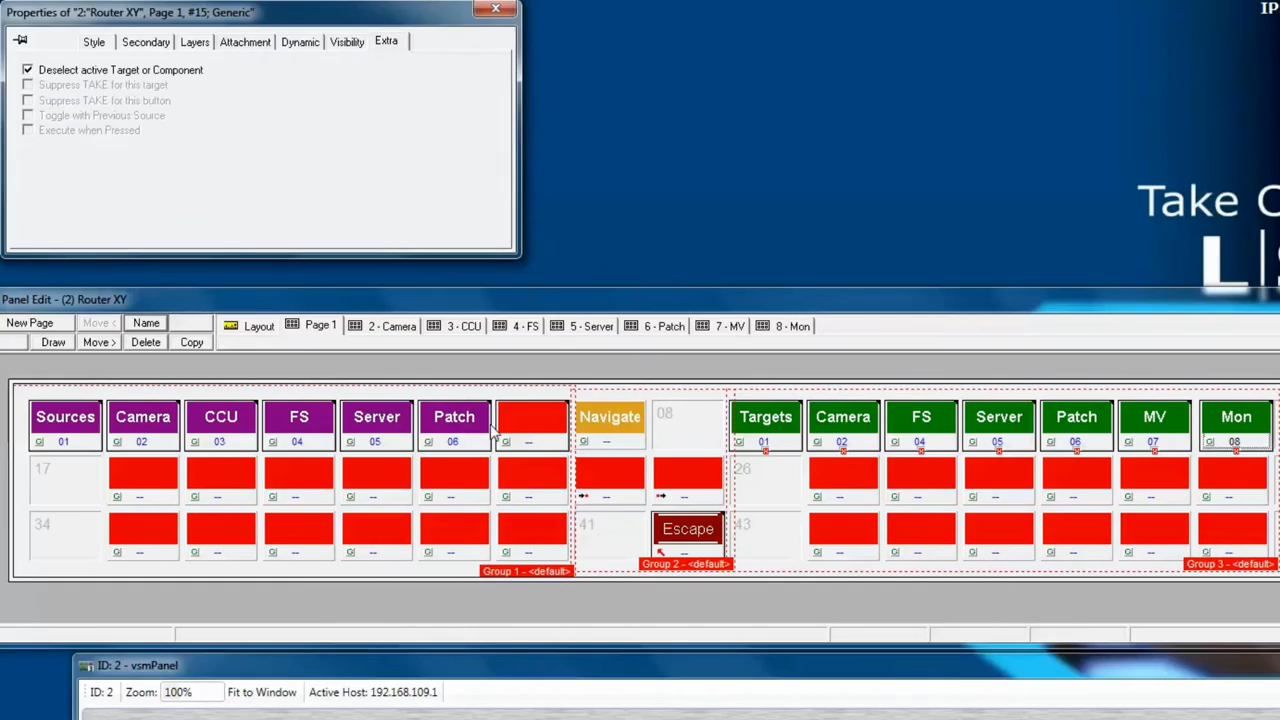 Properties of "2:"Router XY", Page 1, #15; Generic"
IP
Style Secondary Layers Attachment Dynamic Visibility Extra
Deselect active Target or Component
Suppress TAKE for this target
Suppress TAKE for this button
Toggle with Previous Source
Execute when Pressed
Take C
L
Panel Edit - (2) Router XY
New Page Move < Name Layout Page 1 2 - Camera 3 - CCU 4 - FS 5 - Server 6 - Patch 7 - MV 8 - Mon
Draw Move > Delete Copy
Sources Camera CCU FS Server Patch Navigate 08 Targets Camera FS Server Patch MV Mon
G 01 G 02 G 03 G 04 G 05 G 06 G -- G -- G 01 G 02 G 04 G 05 G 06 G 07 G 08
17 26
G -- G -- G -- G -- G -- G -- -- -- G -- G -- G -- G -- G -- G --
34 41 Escape 43
G -- G -- G -- G -- G -- G -- -- G -- G -- G -- G -- G -- G --
Group 1 - <default> Group 2 - <default> Group 3 - <default>
ID: 2 - vsmPanel
ID: 2 Zoom: 100% Fit to Window Active Host: 192.168.109.1